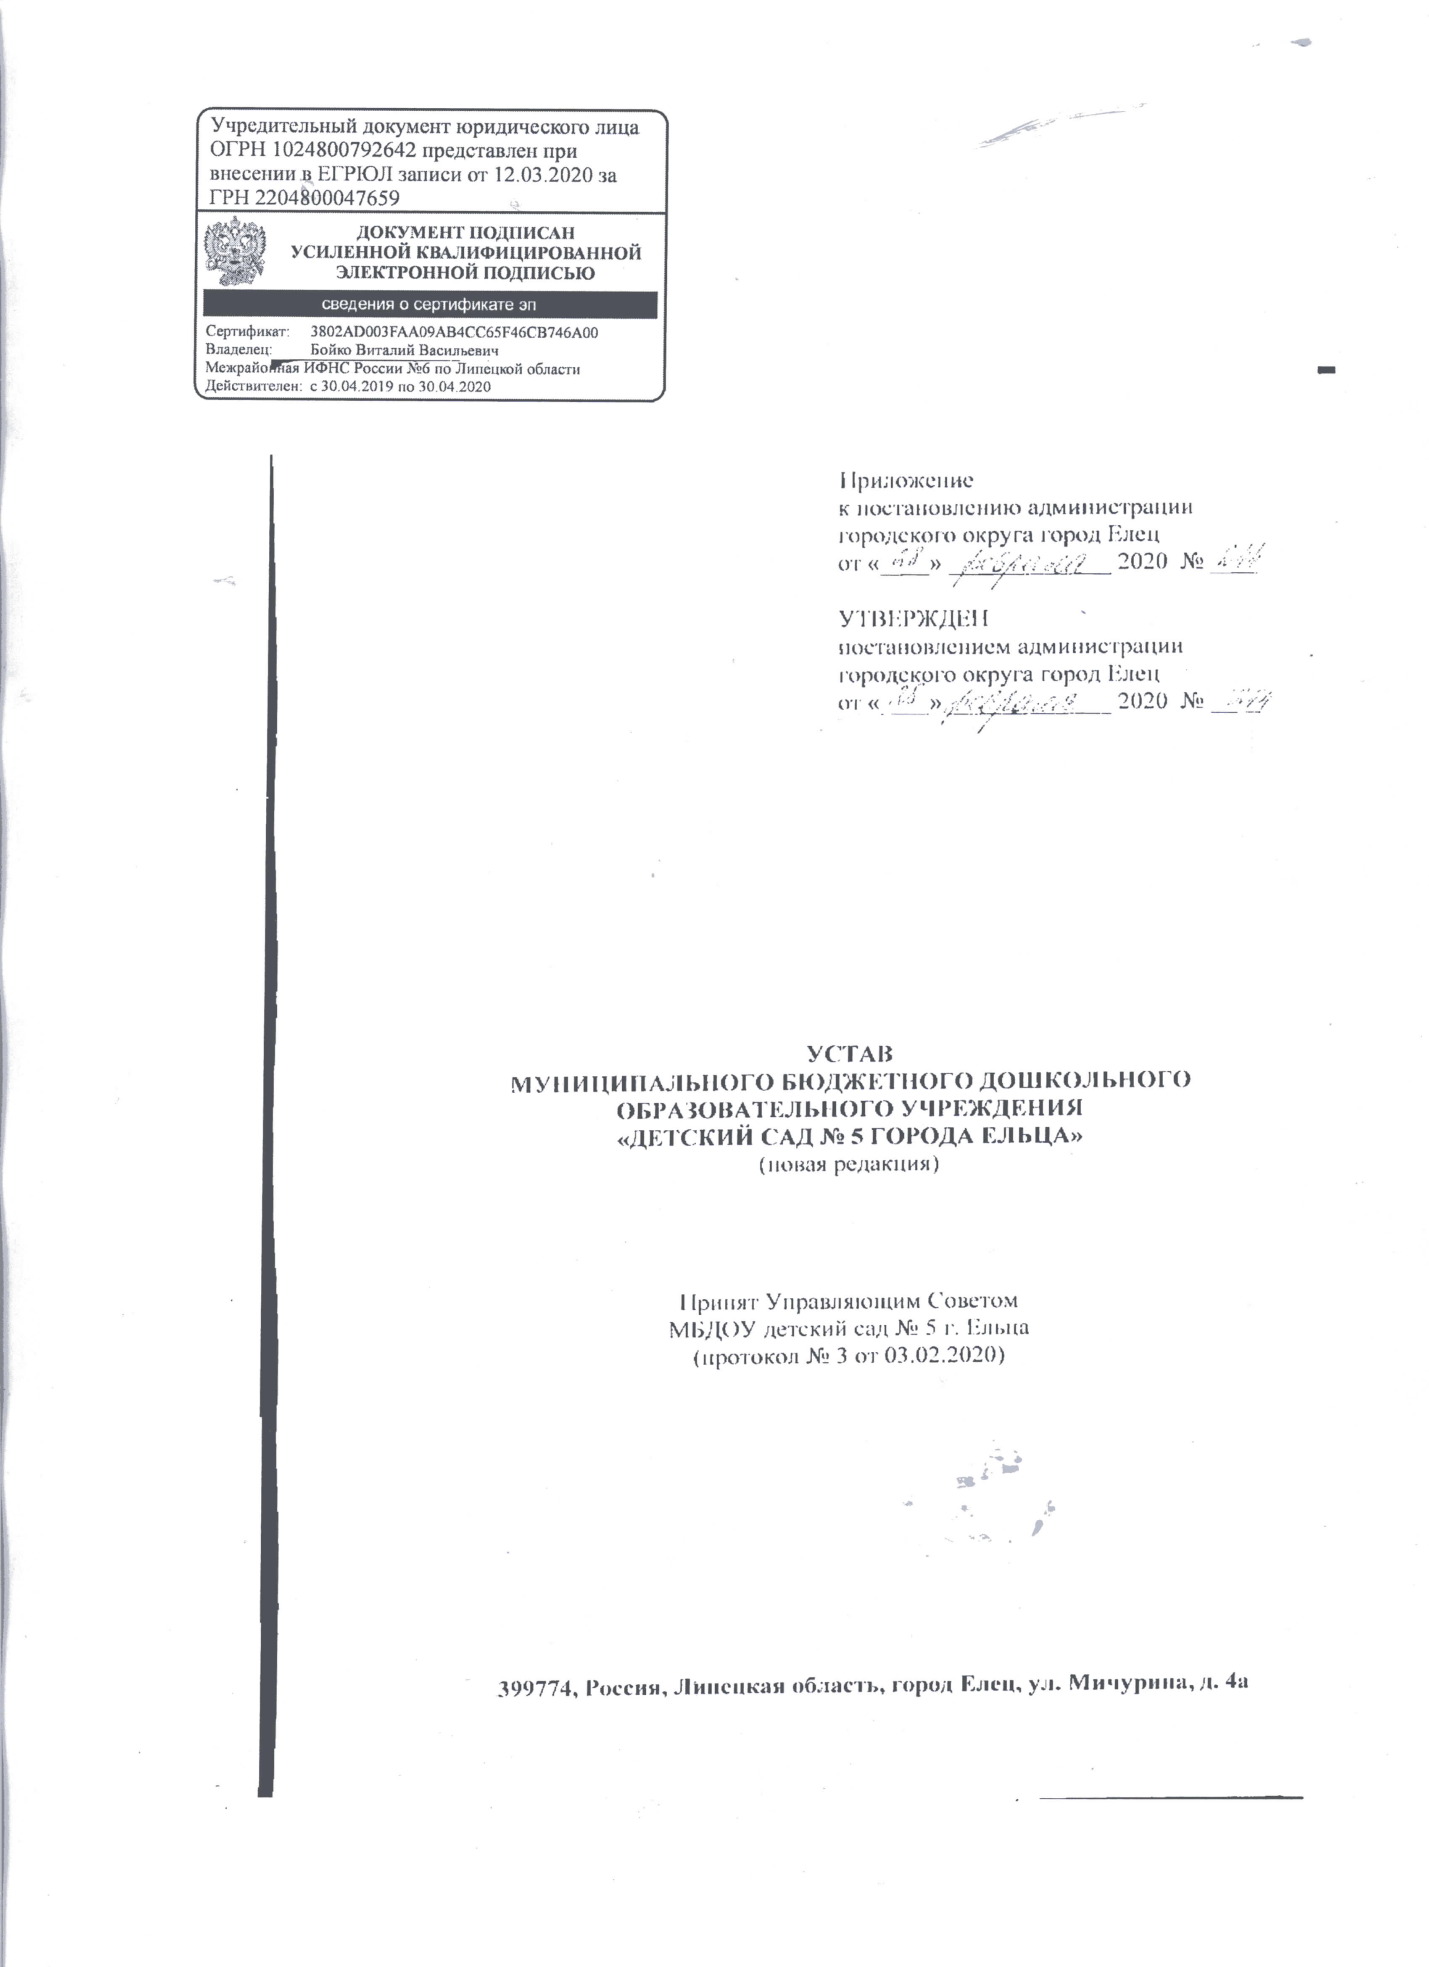 Учредительный документ юридического лица
ОГРН 1024800792642 представлен при
внесении в ЕГРЮЛ записи от 12.03.2020 за
ГРН 2204800047659
ДОКУМЕНТ ПОДПИСАН
УСИЛЕННОЙ КВАЛИФИЦИРОВАННОЙ
ЭЛЕКТРОННОЙ ПОДПИСЬЮ
сведения о сертификате эп
Сертификат: 3802AD003FAA09AB4CC65F46CB746A00
Владелец: Бойко Виталий Васильевич
Межрайонная ИФНС России №6 по Липецкой области
Действителен: с 30.04.2019 по 30.04.2020
Приложение
к постановлению администрации
городского округа город Елец
от « » февраля 2020 №
УТВЕРЖДЕН
постановлением администрации
городского округа город Елец
от « » февраля 2020 №
УСТАВ
МУНИЦИПАЛЬНОГО БЮДЖЕТНОГО ДОШКОЛЬНОГО
ОБРАЗОВАТЕЛЬНОГО УЧРЕЖДЕНИЯ
«ДЕТСКИЙ САД № 5 ГОРОДА ЕЛЬЦА»
(новая редакция)
Принят Управляющим Советом
МБДОУ детский сад № 5 г. Ельца
(протокол № 3 от 03.02.2020)
399774, Россия, Липецкая область, город Елец, ул. Мичурина, д. 4а